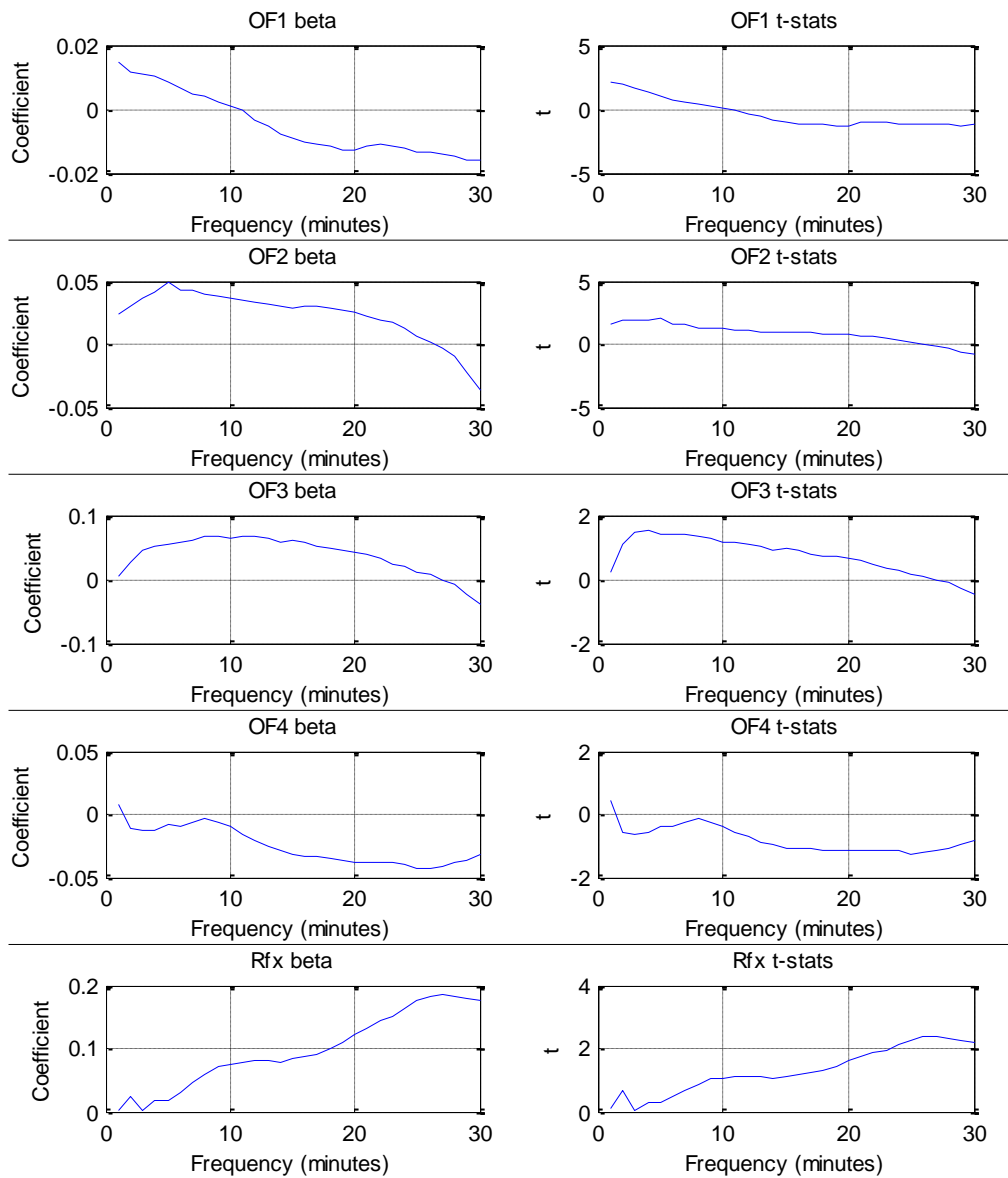 OF1 beta
OF1 t-stats
0.02
0
-0.02
Coefficient
0 10 20 30
Frequency (minutes)
5
0
-5
t
0 10 20 30
Frequency (minutes)
OF2 beta
OF2 t-stats
0.05
0
-0.05
Coefficient
0 10 20 30
Frequency (minutes)
5
0
-5
t
0 10 20 30
Frequency (minutes)
OF3 beta
OF3 t-stats
0.1
0
-0.1
Coefficient
0 10 20 30
Frequency (minutes)
2
0
-2
t
0 10 20 30
Frequency (minutes)
OF4 beta
OF4 t-stats
0.05
0
-0.05
Coefficient
0 10 20 30
Frequency (minutes)
2
0
-2
t
0 10 20 30
Frequency (minutes)
Rfx beta
Rfx t-stats
0.2
0.1
0
Coefficient
0 10 20 30
Frequency (minutes)
4
2
0
t
0 10 20 30
Frequency (minutes)